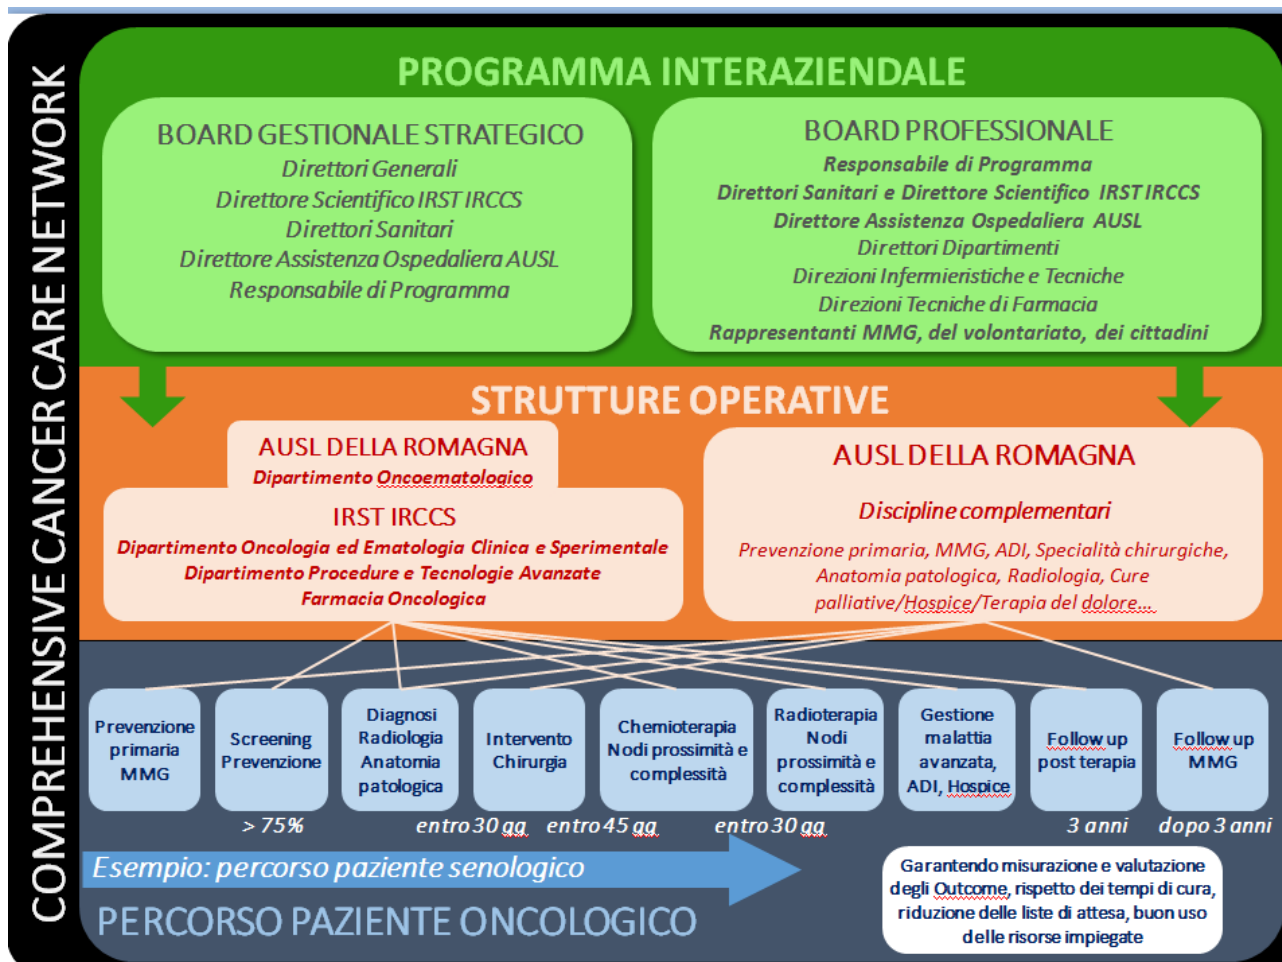 COMPREHENSIVE CANCER CARE NETWORK
PROGRAMMA INTERAZIENDALE
BOARD GESTIONALE STRATEGICO
Direttori Generali
Direttore Scientifico IRST IRCCS
Direttori Sanitari
Direttore Assistenza Ospedaliera AUSL
Responsabile di Programma
BOARD PROFESSIONALE
Responsabile di Programma
Direttori Sanitari e Direttore Scientifico IRST IRCCS
Direttore Assistenza Ospedaliera AUSL
Direttori Dipartimenti
Direzioni Infermieristiche e Tecniche
Direzioni Tecniche di Farmacia
Rappresentanti MMG, del volontariato, dei cittadini
STRUTTURE OPERATIVE
AUSL DELLA ROMAGNA
Dipartimento Oncoematologico
IRST IRCCS
Dipartimento Oncologia ed Ematologia Clinica e Sperimentale
Dipartimento Procedure e Tecnologie Avanzate
Farmacia Oncologica
AUSL DELLA ROMAGNA
Discipline complementari
Prevenzione primaria, MMG, ADI, Specialità chirurgiche,
Anatomia patologica, Radiologia, Cure
palliative/Hospice/Terapia del dolore...
Prevenzione
primaria
MMG
Screening
Prevenzione
Diagnosi
Radiologia
Anatomia
patologica
Intervento
Chirurgia
Chemioterapia
Nodi prossimità e
complessità
Radioterapia
Nodi
prossimità e
complessità
Gestione
malattia
avanzata,
ADI, Hospice
Follow up
post terapia
Follow up
MMG
> 75%
entro 30 gg
entro 45 gg
entro 30 gg
3 anni
dopo 3 anni
Esempio: percorso paziente senologico
PERCORSO PAZIENTE ONCOLOGICO
Garantendo misurazione e valutazione
degli Outcome, rispetto dei tempi di cura,
riduzione delle liste di attesa, buon uso
delle risorse impiegate